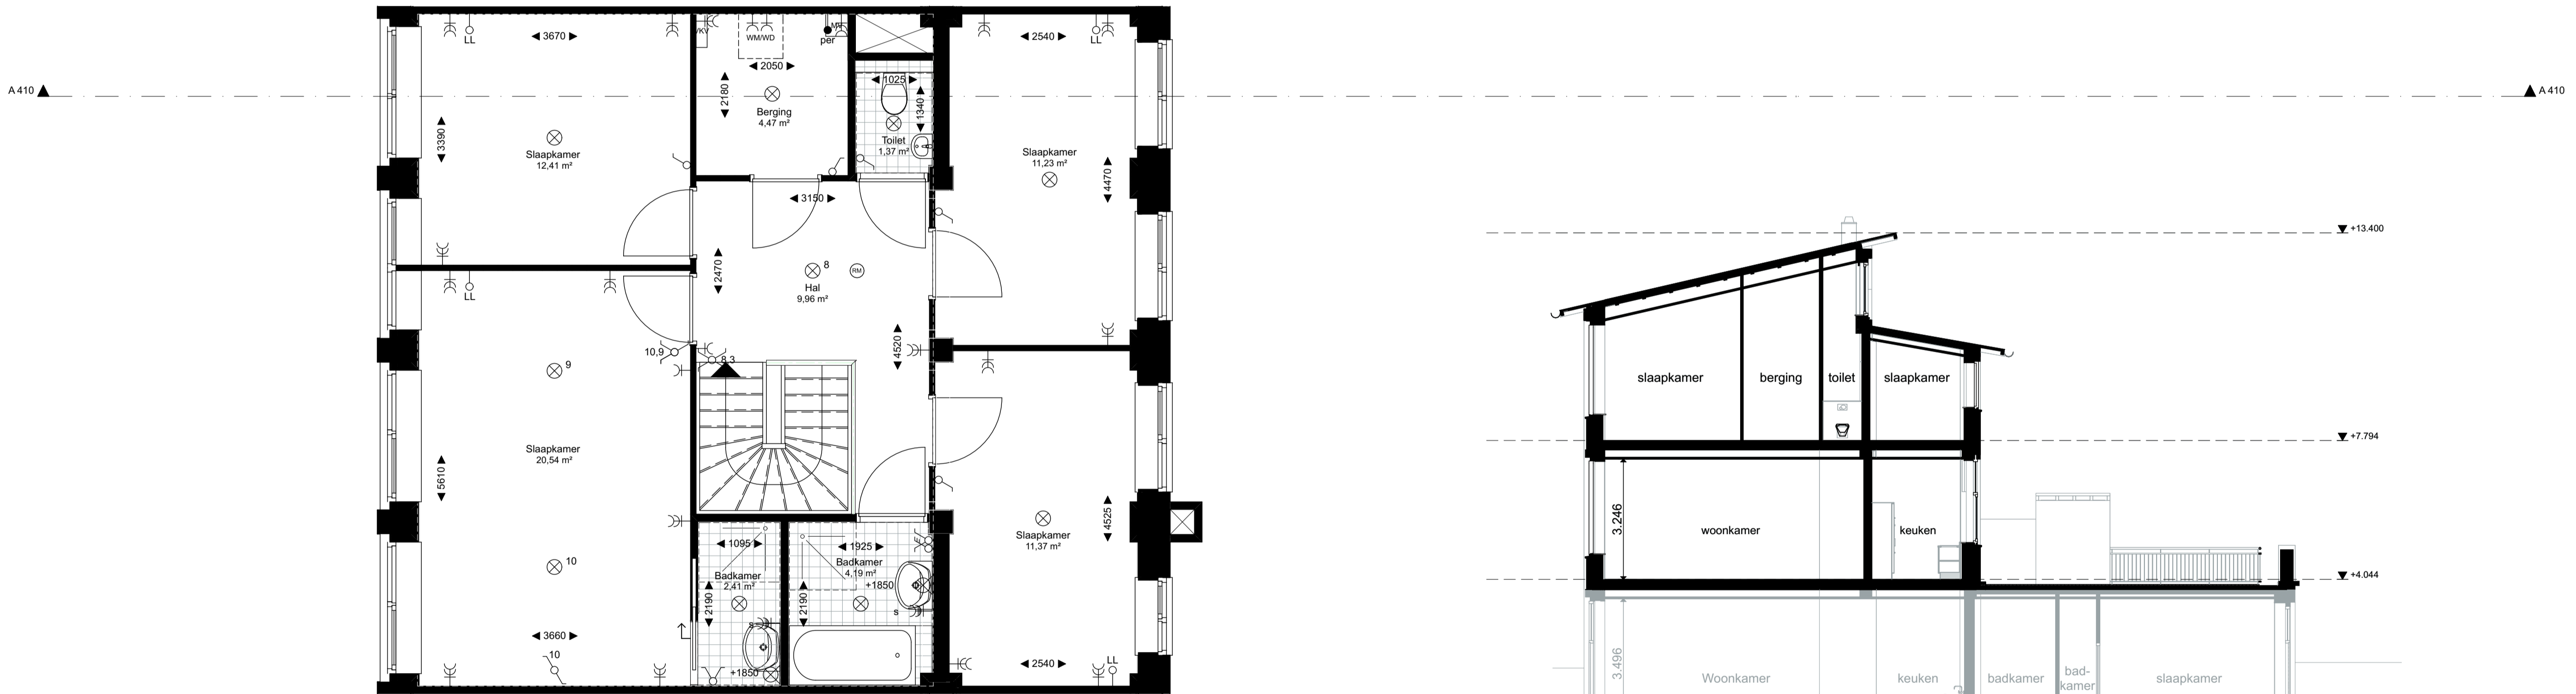 A 410
A 410
LL
3670
VKV
WM/WD
MV
per
2050
2180
Berging
4,47 m²
1025
1340
Toilet
1,37 m²
LL
2540
3390
Slaapkamer
12,41 m²
Slaapkamer
11,23 m²
4470
3150
2470
8
RM
Hal
9,96 m²
LL
10,9
8,3
4520
9
Slaapkamer
20,54 m²
5610
10
3660
10
1095
Badkamer
2,41 m²
2190
s
+1850
1925
Badkamer
4,19 m²
+1850
2190
s
Slaapkamer
11,37 m²
4525
2540
LL
+13.400
slaapkamer
berging
toilet
slaapkamer
+7.794
3.246
woonkamer
keuken
+4.044
3.496
Woonkamer
keuken
badkamer
bad-
kamer
slaapkamer